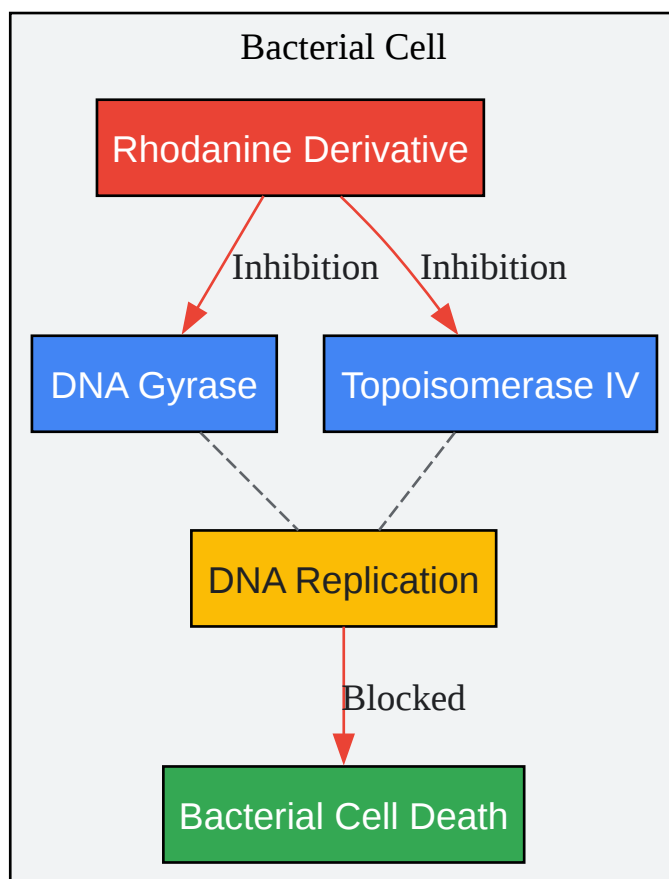 Bacterial Cell
Rhodanine Derivative
Inhibition
Inhibition
DNA Gyrase
Topoisomerase IV
DNA Replication
Blocked
Bacterial Cell Death